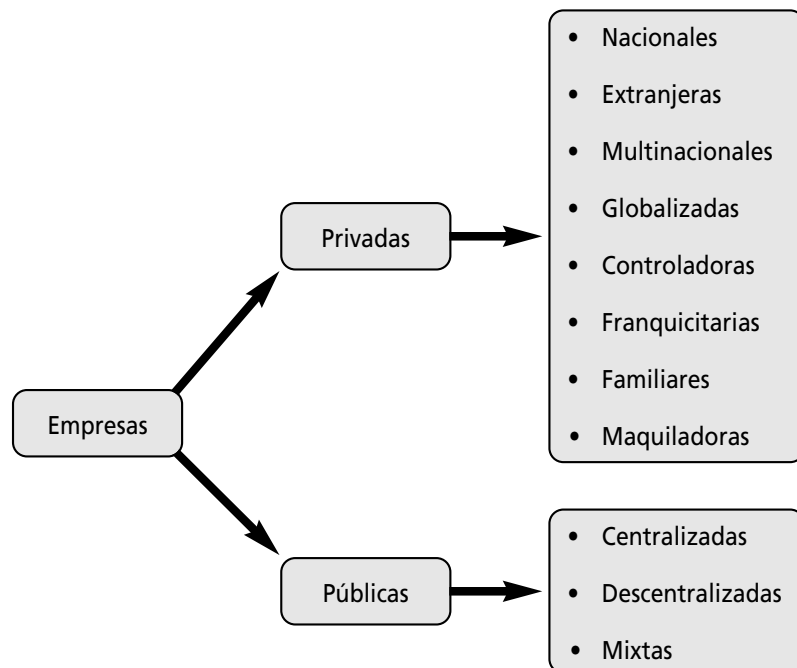 Empresas
Privadas
• Nacionales
• Extranjeras
• Multinacionales
• Globalizadas
• Controladoras
• Franquicitarias
• Familiares
• Maquiladoras
Públicas
• Centralizadas
• Descentralizadas
• Mixtas